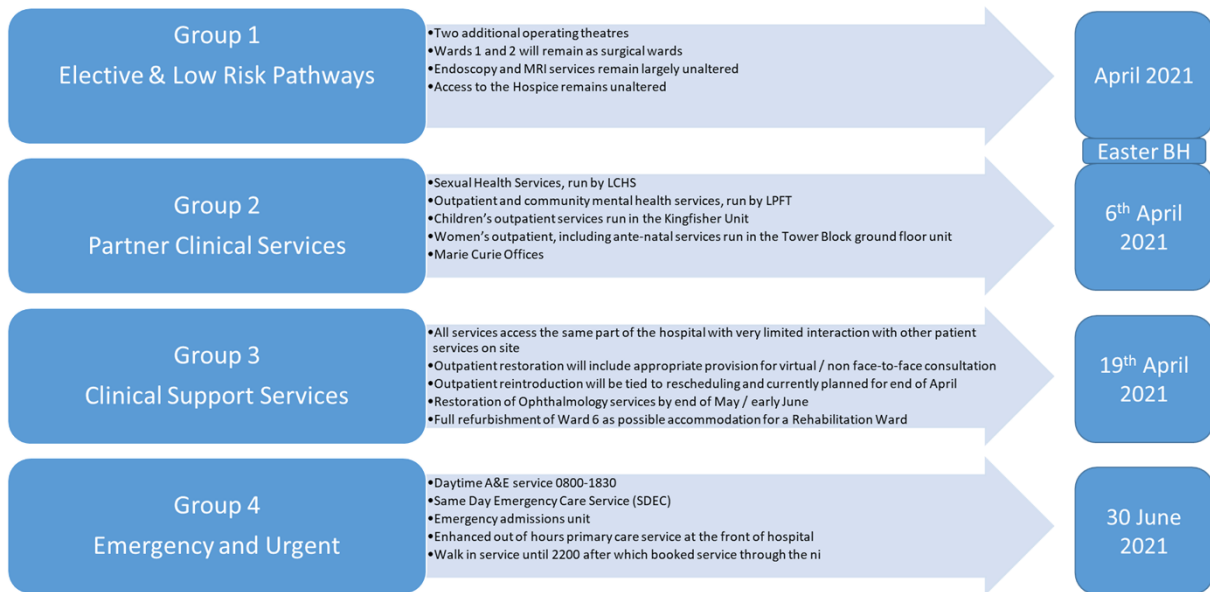 Group 1
Elective & Low Risk Pathways
•Two additional operating theatres
•Wards 1 and 2 will remain as surgical wards
•Endoscopy and MRI services remain largely unaltered
•Access to the Hospice remains unaltered
April 2021
Easter BH
Group 2
Partner Clinical Services
•Sexual Health Services, run by LCHS
•Outpatient and community mental health services, run by LPFT
•Children’s outpatient services run in the Kingfisher Unit
•Women’s outpatient, including ante-natal services run in the Tower Block ground floor unit
•Marie Curie Offices
6th April
2021
Group 3
Clinical Support Services
•All services access the same part of the hospital with very limited interaction with other patient
services on site
•Outpatient restoration will include appropriate provision for virtual / non face-to-face consultation
•Outpatient reintroduction will be tied to rescheduling and currently planned for end of April
•Restoration of Ophthalmology services by end of May / early June
•Full refurbishment of Ward 6 as possible accommodation for a Rehabilitation Ward
19th April
2021
Group 4
Emergency and Urgent
•Daytime A&E service 0800-1830
•Same Day Emergency Care Service (SDEC)
•Emergency admissions unit
•Enhanced out of hours primary care service at the front of hospital
•Walk in service until 2200 after which booked service through the ni
30 June
2021